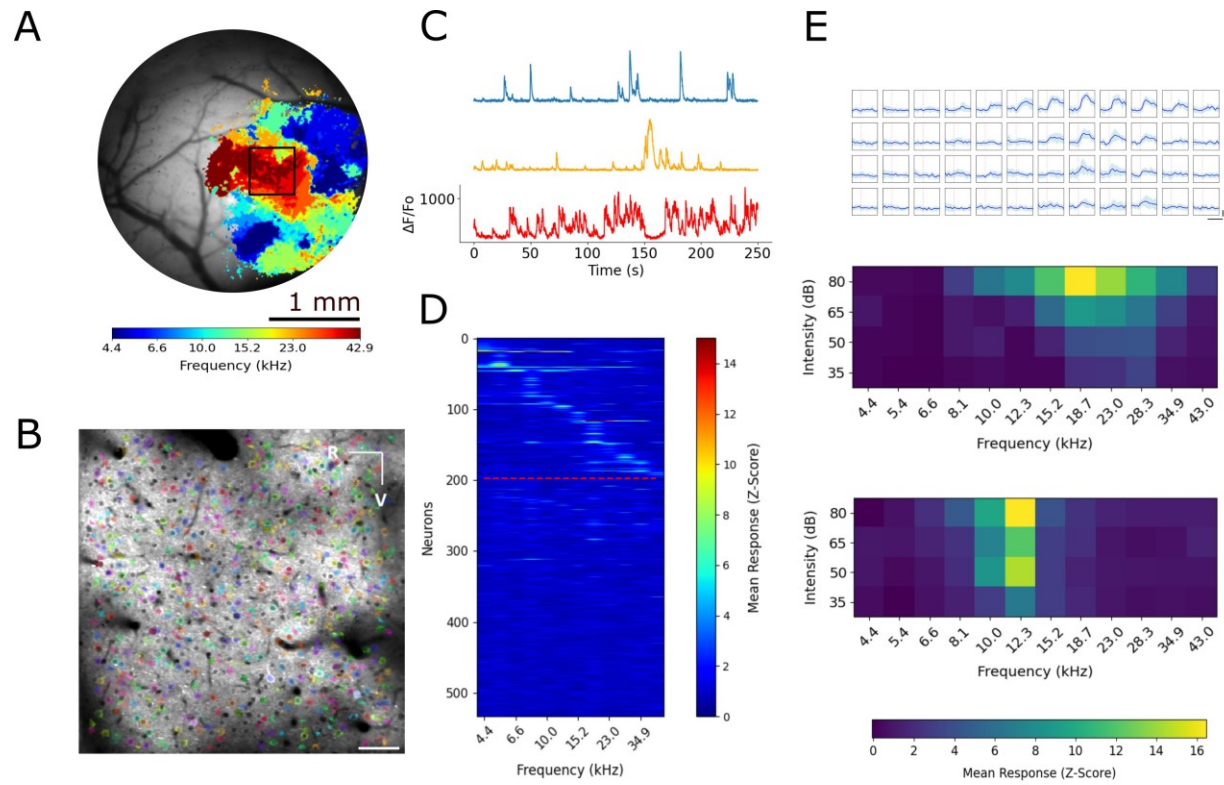 A
1 mm
4.4 6.6 10.0 15.2 23.0 42.9
Frequency (kHz)
B
R
V
C
1000
ΔF/Fo
0 50 100 150 200 250
Time (s)
D
0
100
200
300
400
500
Neurons
4.4 6.6 10.0 15.2 23.0 34.9
Frequency (kHz)
14
12
10
8
6
4
2
0
Mean Response (Z-Score)
E
80
65
50
35
Intensity (dB)
4.4 5.4 6.6 8.1 10.0 12.3 15.2 18.7 23.0 28.3 34.9 43.0
Frequency (kHz)
80
65
50
35
Intensity (dB)
4.4 5.4 6.6 8.1 10.0 12.3 15.2 18.7 23.0 28.3 34.9 43.0
Frequency (kHz)
0 2 4 6 8 10 12 14 16
Mean Response (Z-Score)